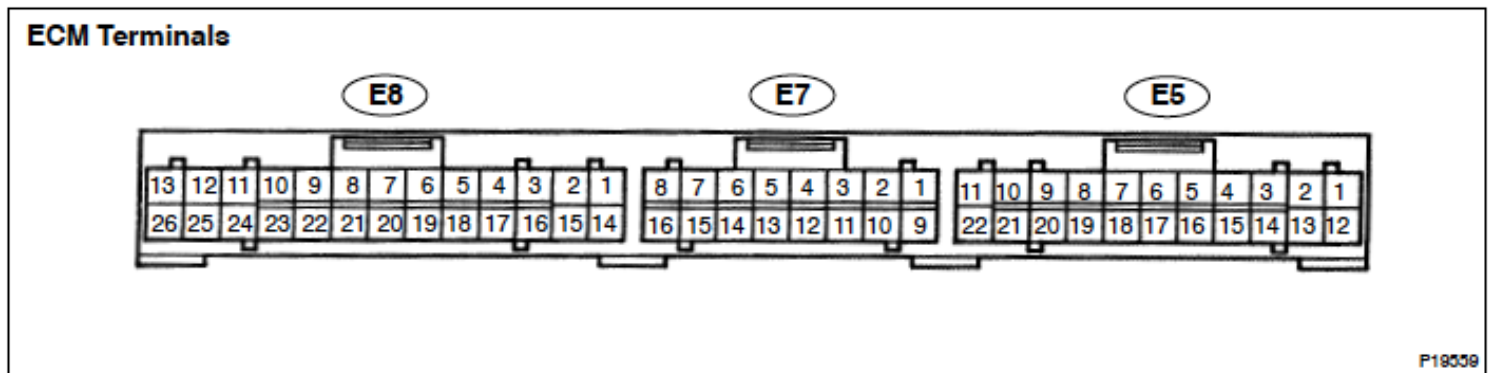 ECM Terminals
E8 E7 E5
13 12 11 10 9 8 7 6 5 4 3 2 1 8 7 6 5 4 3 2 1 11 10 9 8 7 6 5 4 3 2 1
26 25 24 23 22 21 20 19 18 17 16 15 14 16 15 14 13 12 11 10 9 22 21 20 19 18 17 16 15 14 13 12
P19559